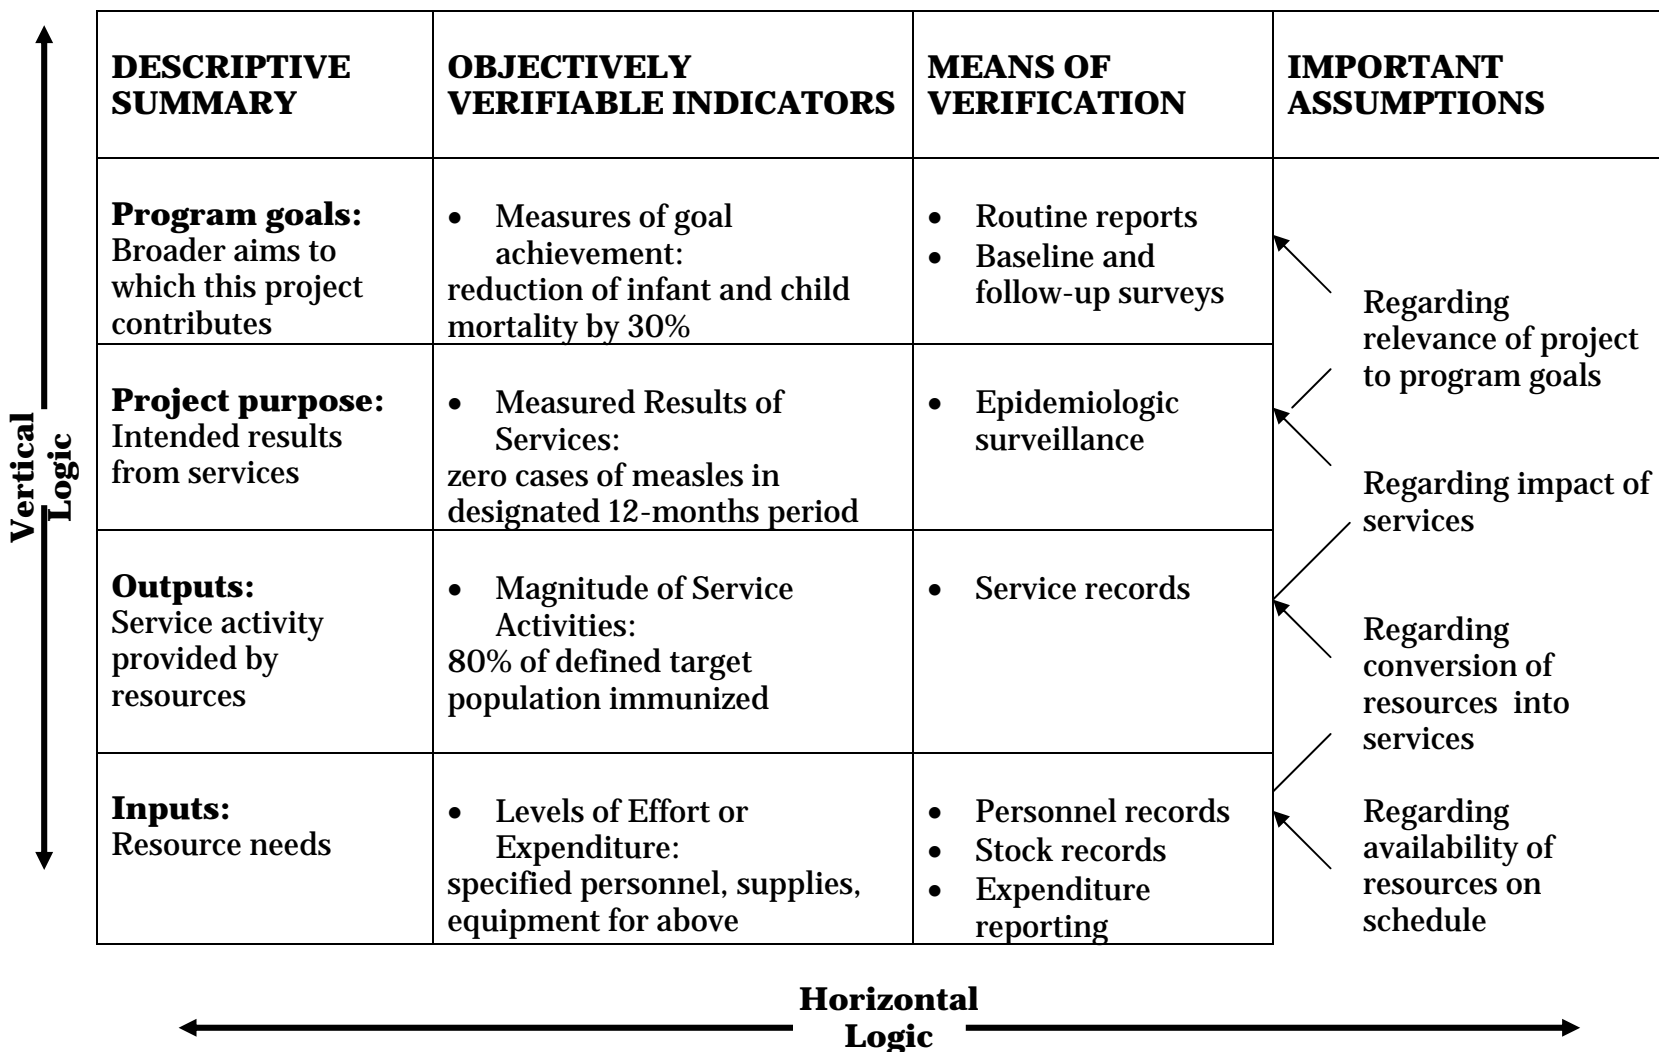 DESCRIPTIVE
SUMMARY
OBJECTIVELY
VERIFIABLE INDICATORS
MEANS OF
VERIFICATION
IMPORTANT
ASSUMPTIONS
Program goals:
Broader aims to
which this project
contributes
• Measures of goal
achievement:
reduction of infant and child
mortality by 30%
• Routine reports
• Baseline and
follow-up surveys
Regarding
relevance of project
to program goals
Project purpose:
Intended results
from services
• Measured Results of
Services:
zero cases of measles in
designated 12-months period
• Epidemiologic
surveillance
Regarding impact of
services
Outputs:
Service activity
provided by
resources
• Magnitude of Service
Activities:
80% of defined target
population immunized
• Service records
Regarding
conversion of
resources into
services
Inputs:
Resource needs
• Levels of Effort or
Expenditure:
specified personnel, supplies,
equipment for above
• Personnel records
• Stock records
• Expenditure
reporting
Regarding
availability of
resources on
schedule
Vertical
Logic
Horizontal
Logic